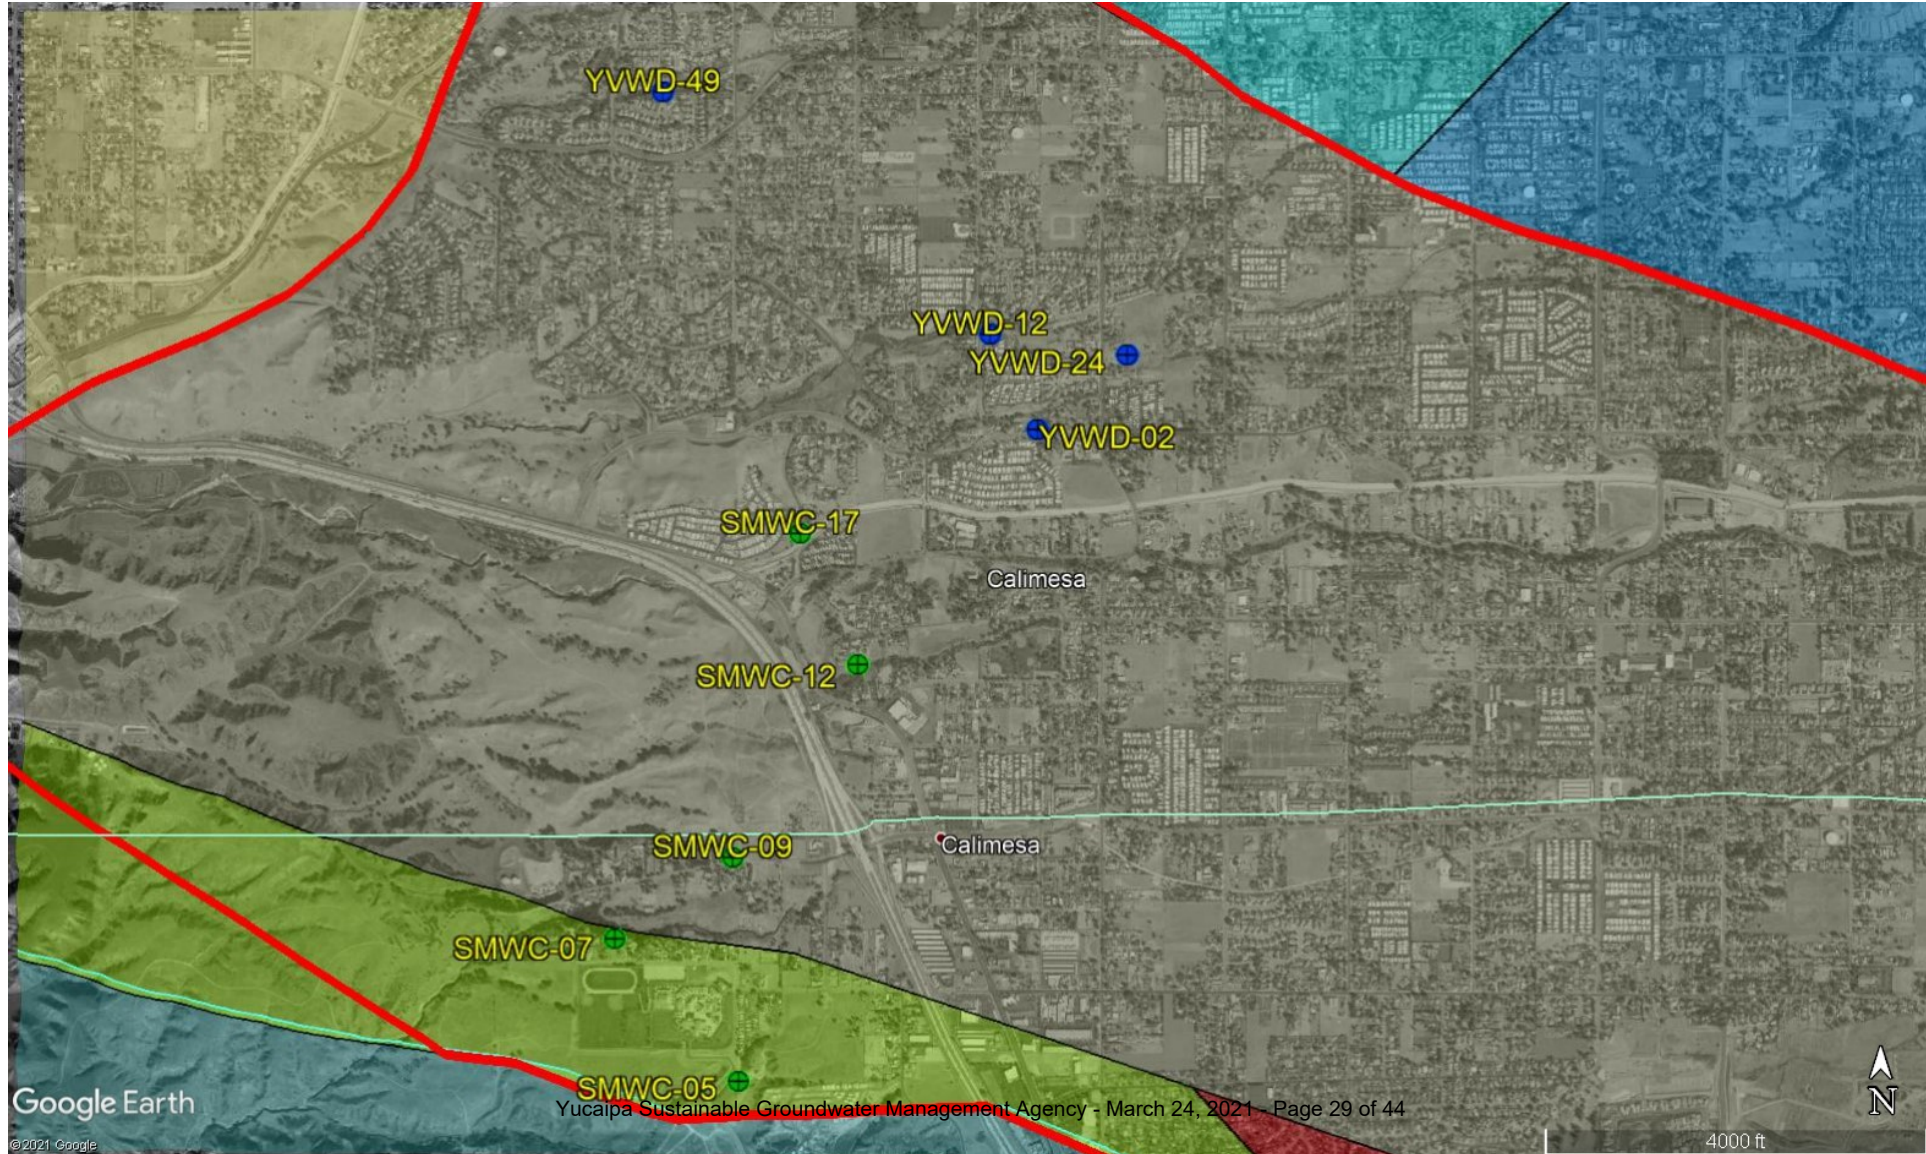 YVWD-49
YVWD-12
YVWD-24
YVWD-02
SMWC-17
Calimesa
SMWC-12
SMWC-09
Calimesa
SMWC-07
SMWC-05
Google Earth
Yucaipa Sustainable Groundwater Management Agency - March 24, 2021 - Page 29 of 44
N
4000 ft
©2021 Google